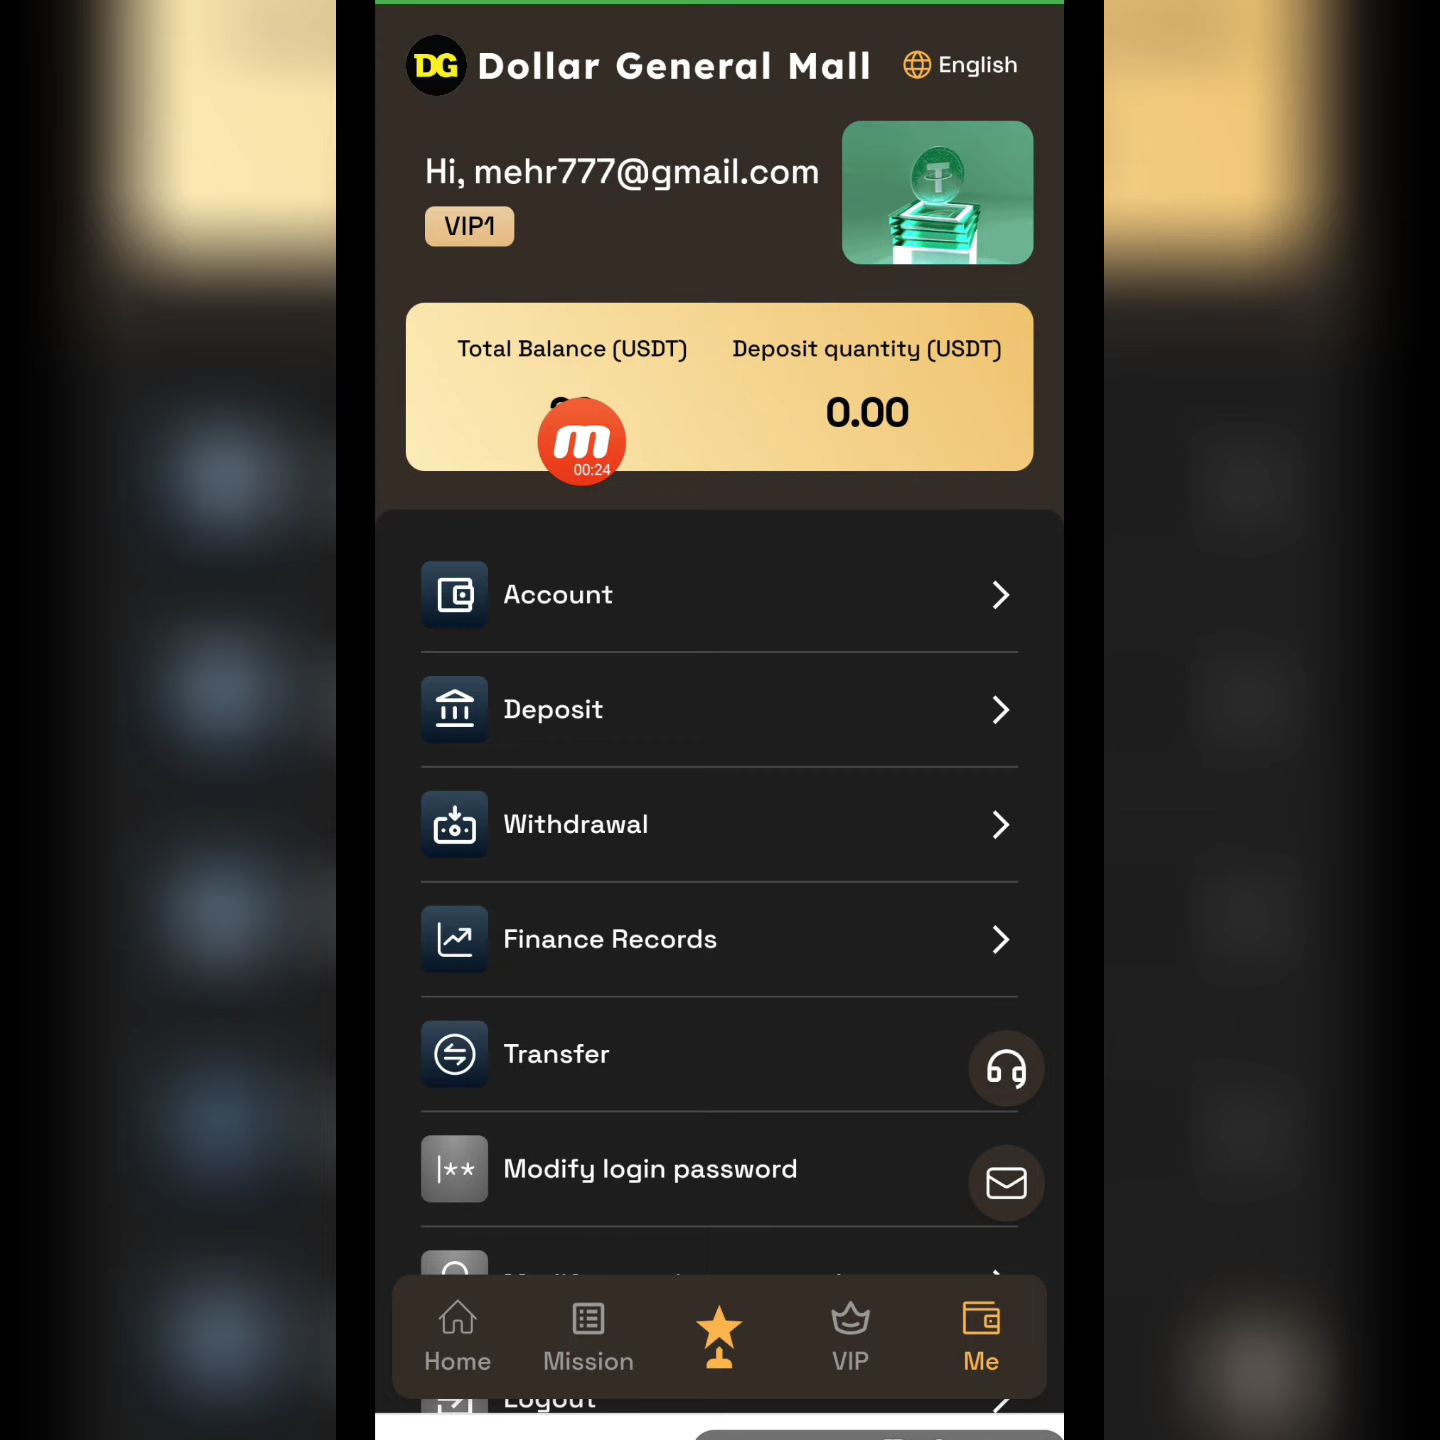 DG Dollar General Mall English
Hi, mehr777@gmail.com
VIP1
Total Balance (USDT) Deposit quantity (USDT)
0.00
m
00:24
Account
Deposit
Withdrawal
Finance Records
Transfer
|** Modify login password
Home Mission VIP Me
Logout